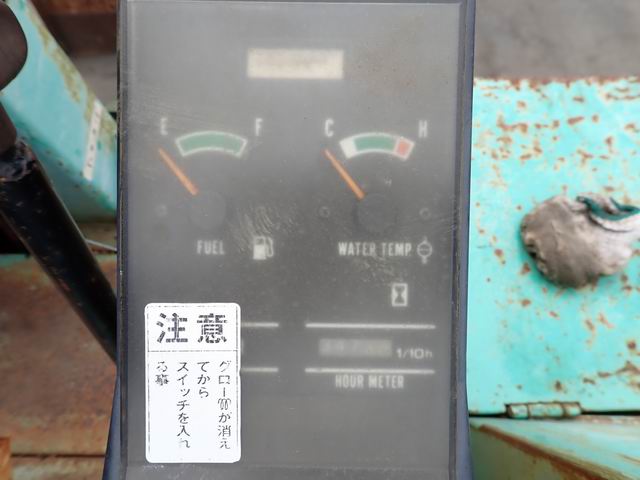 E F
C H
FUEL
WATER TEMP
1/10h
HOUR METER
注意
グローが消え
てから
スイッチを入れ
る事